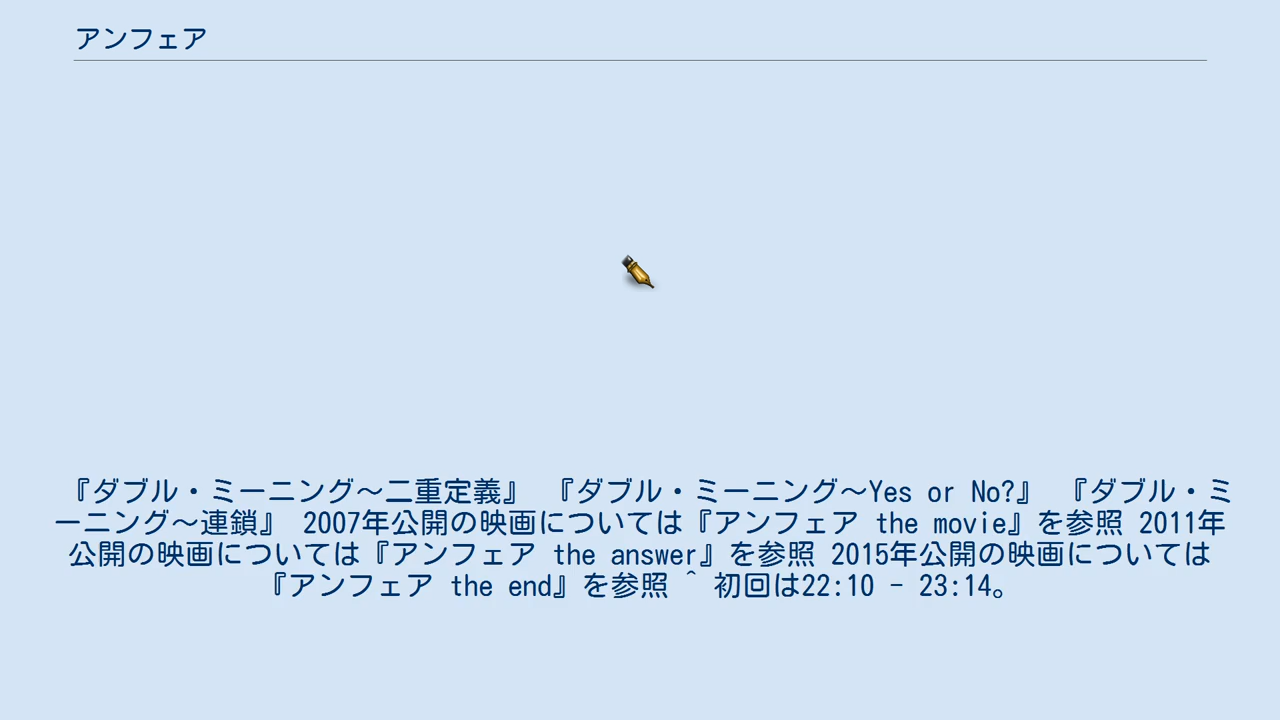 アンフェア
『ダブル・ミーニング〜二重定義』 『ダブル・ミーニング〜Yes or No?』 『ダブル・ミ
ーニング〜連鎖』 2007年公開の映画については『アンフェア the movie』を参照 2011年
公開の映画については『アンフェア the answer』を参照 2015年公開の映画については
『アンフェア the end』を参照 ^ 初回は22:10 - 23:14。